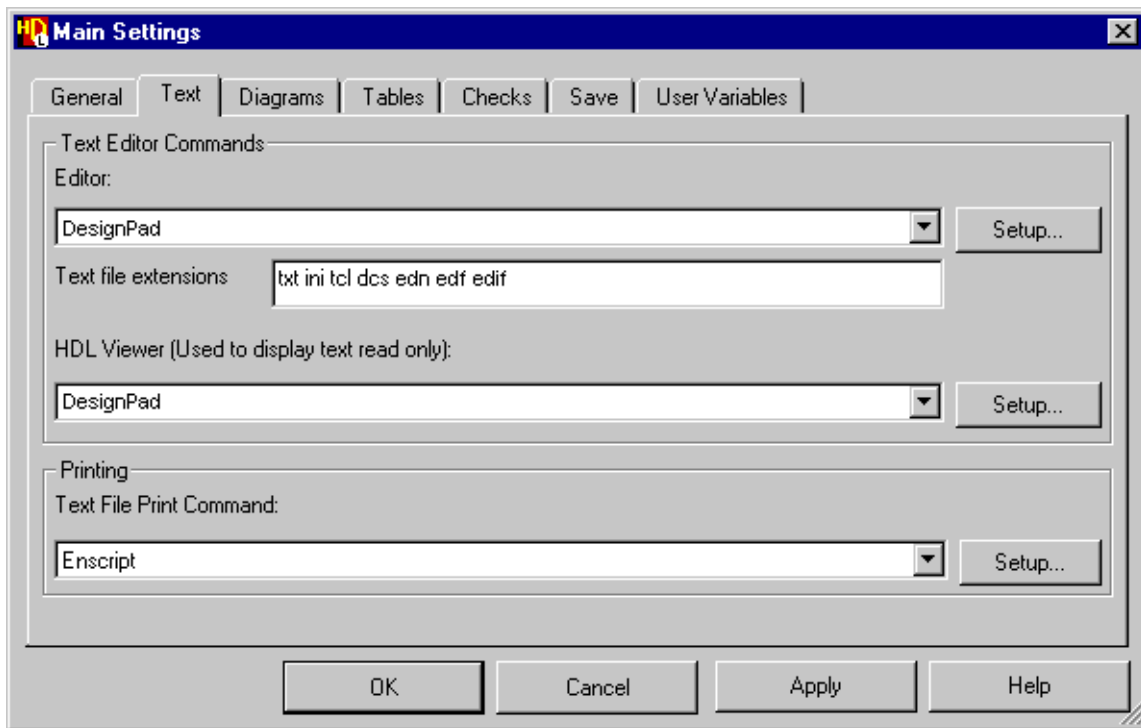 HD L Main Settings
General Text Diagrams Tables Checks Save User Variables
Text Editor Commands
Editor:
DesignPad Setup...
Text file extensions txt ini tcl dcs edn edf edif
HDL Viewer (Used to display text read only):
DesignPad Setup...
Printing
Text File Print Command:
Enscript Setup...
OK Cancel Apply Help